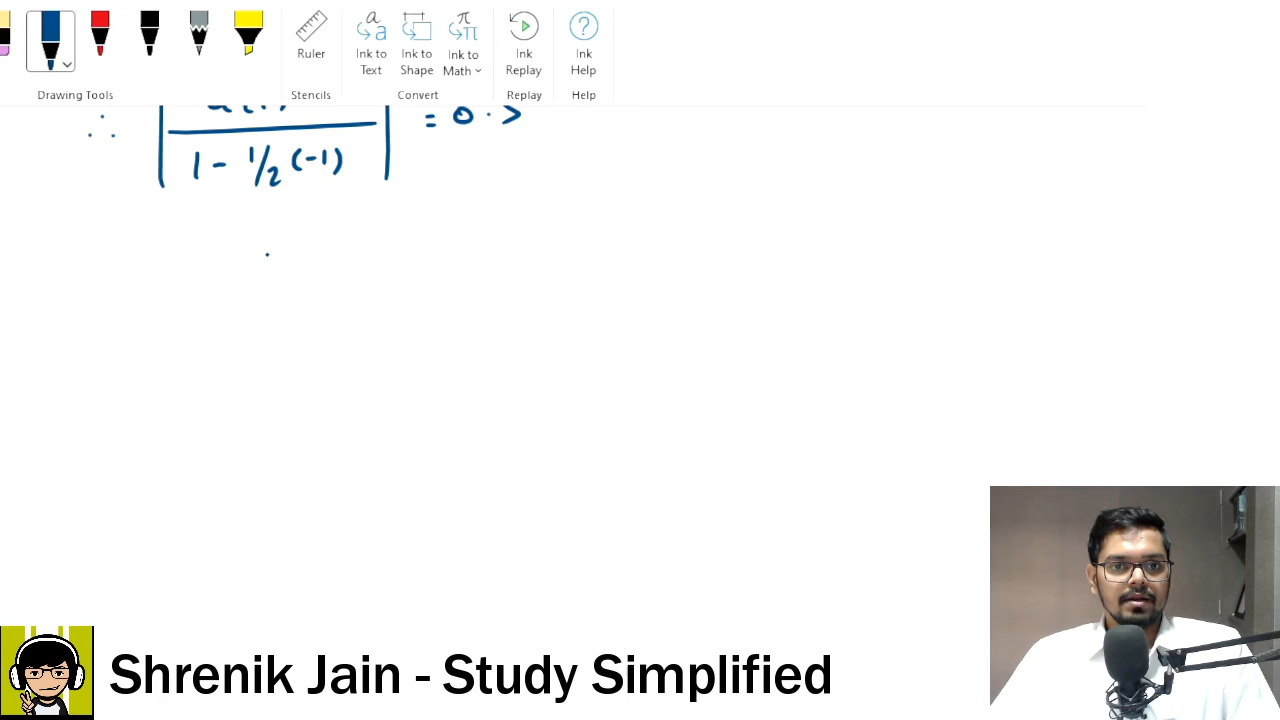 Ruler
Ink to Text
Ink to Shape
Ink to Math
Ink Replay
Ink Help
Drawing Tools
Stencils
Convert
Replay
Help
∴ = 0.
1 - 1/2 (-1)
Shrenik Jain - Study Simplified